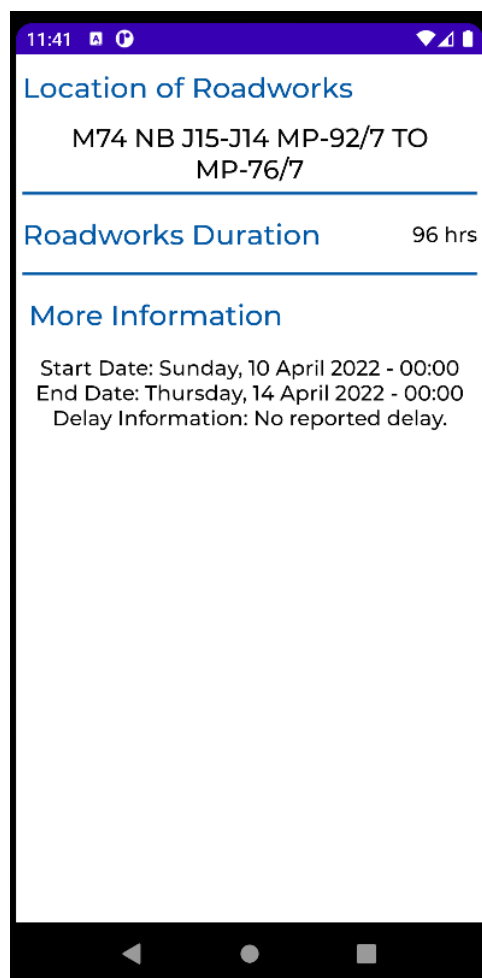 11:41
Location of Roadworks
M74 NB J15-J14 MP-92/7 TO
MP-76/7
Roadworks Duration 96 hrs
More Information
Start Date: Sunday, 10 April 2022 - 00:00
End Date: Thursday, 14 April 2022 - 00:00
Delay Information: No reported delay.